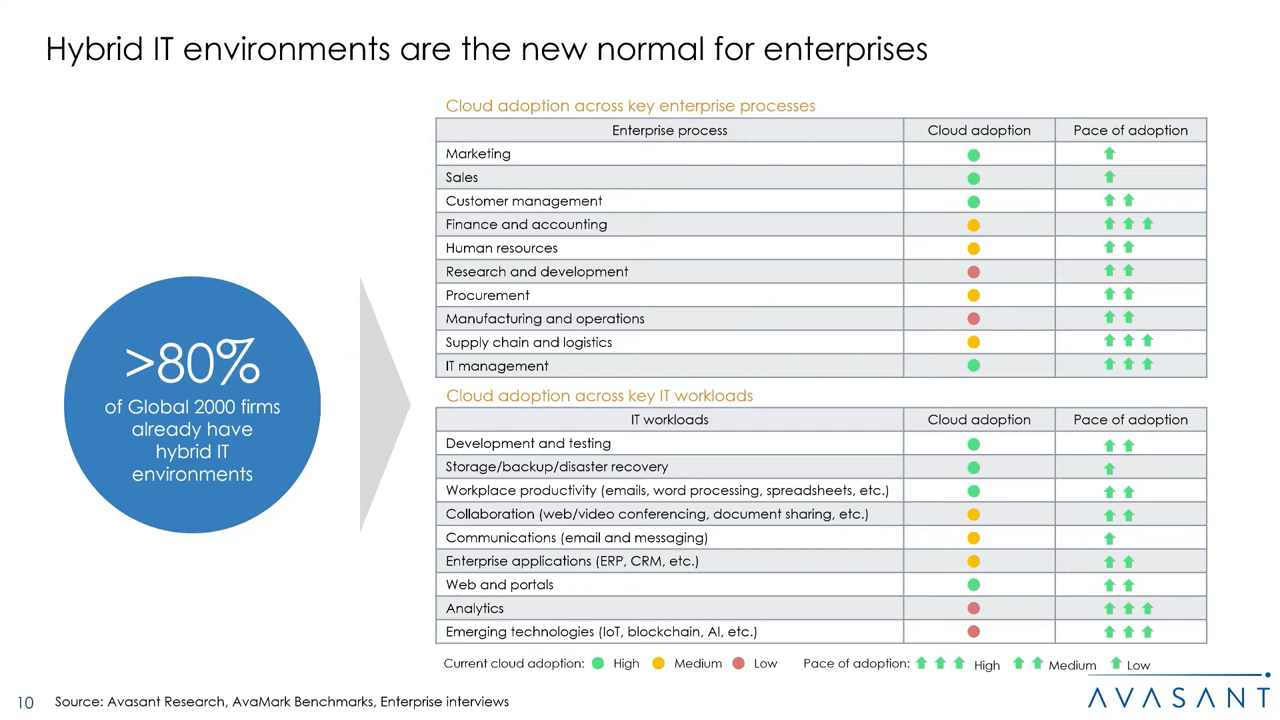 Hybrid IT environments are the new normal for enterprises
>80%
of Global 2000 firms
already have
hybrid IT
environments
Cloud adoption across key enterprise processes
Enterprise process Cloud adoption Pace of adoption
Marketing
Sales
Customer management
Finance and accounting
Human resources
Research and development
Procurement
Manufacturing and operations
Supply chain and logistics
IT management
Cloud adoption across key IT workloads
IT workloads Cloud adoption Pace of adoption
Development and testing
Storage/backup/disaster recovery
Workplace productivity (emails, word processing, spreadsheets, etc.)
Collaboration (web/video conferencing, document sharing, etc.)
Communications (email and messaging)
Enterprise applications (ERP, CRM, etc.)
Web and portals
Analytics
Emerging technologies (IoT, blockchain, AI, etc.)
Current cloud adoption: High Medium Low Pace of adoption: High Medium Low
10 Source: Avasant Research, AvaMark Benchmarks, Enterprise interviews
AVASANT